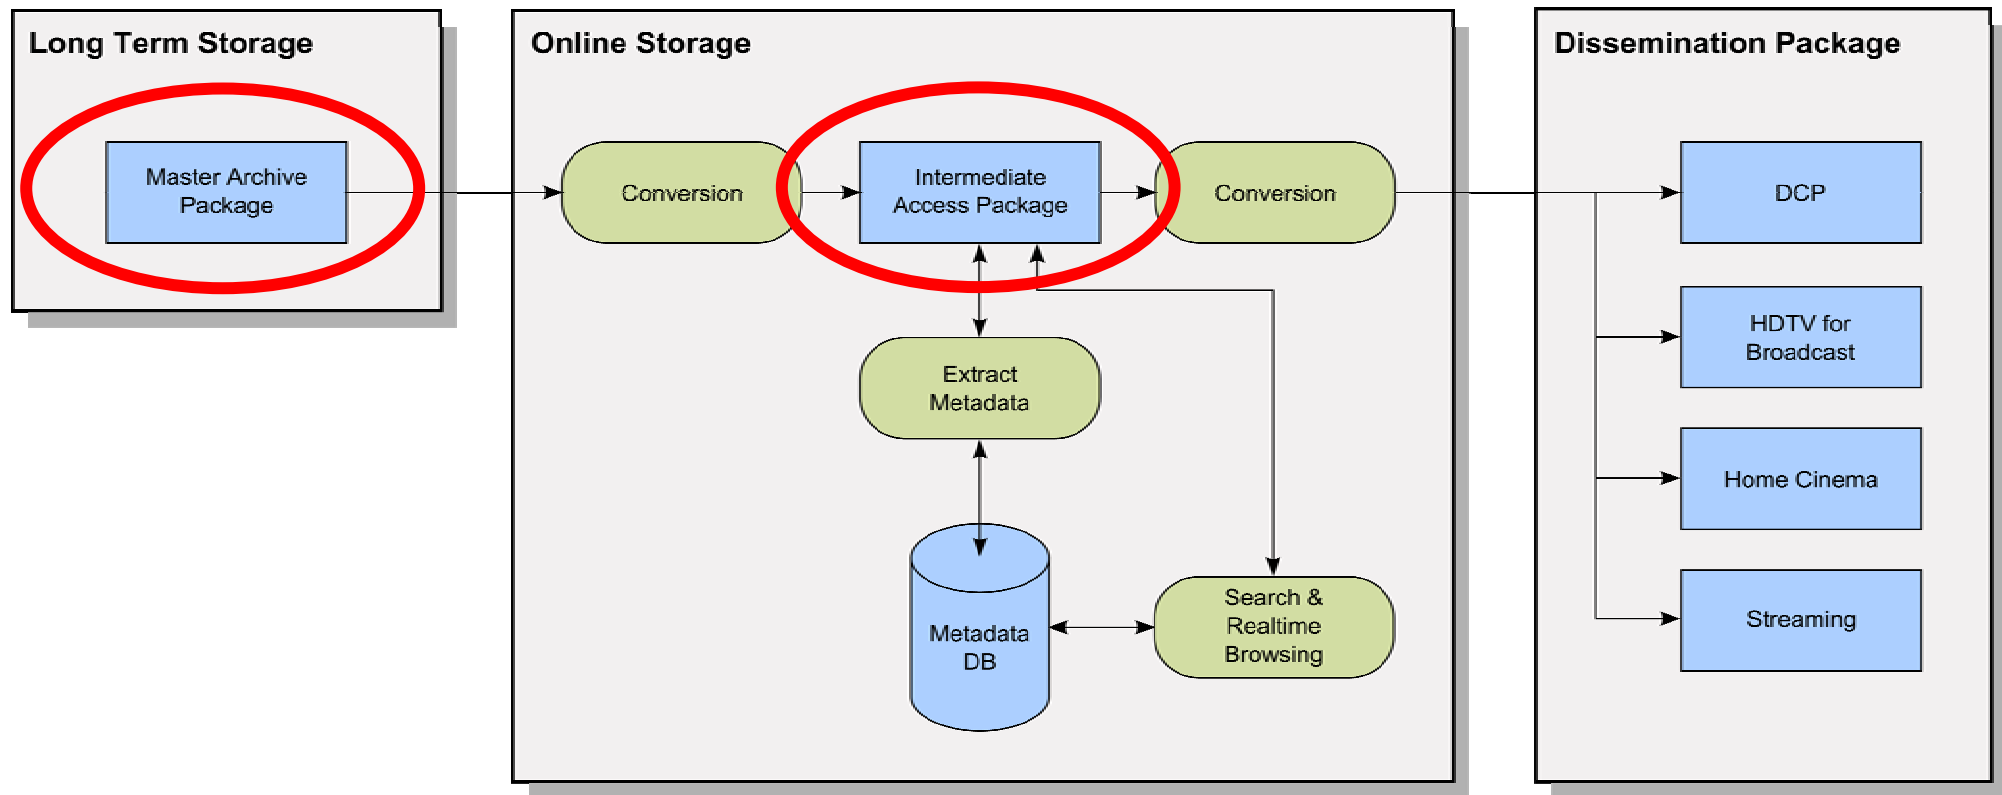 Long Term Storage
Master Archive
Package
Online Storage
Conversion
Intermediate
Access Package
Conversion
Extract
Metadata
Metadata
DB
Search &
Realtime
Browsing
Dissemination Package
DCP
HDTV for
Broadcast
Home Cinema
Streaming